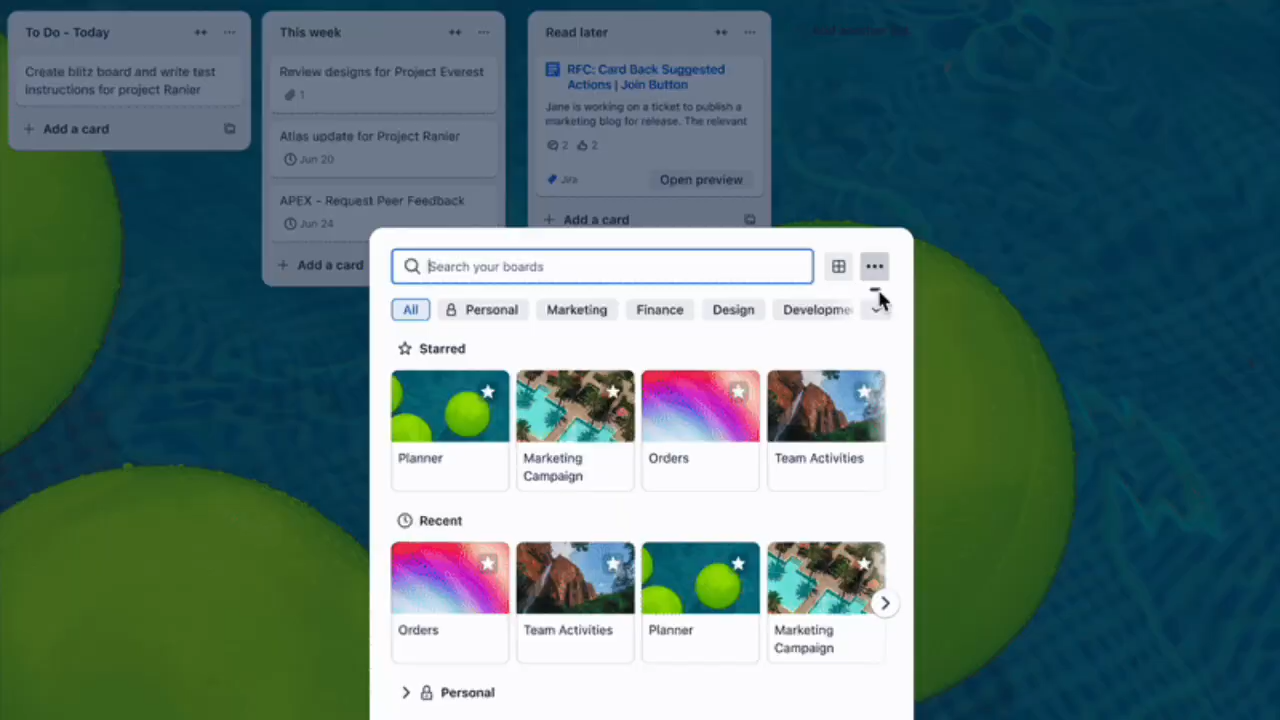 To Do - Today
Create blitz board and write test
instructions for project Ranier
Add a card
This week
Review designs for Project Everest
1
Atlas update for Project Ranier
Jun 20
APEX - Request Peer Feedback
Jun 24
Add a card
Read later
RFC: Card Back Suggested
Actions | Join Button
Jane is working on a ticket to publish a
marketing blog for release. The relevant
2 2
Jira
Open preview
Add a card
Add another list
Search your boards
All Personal Marketing Finance Design Developme
Starred
Planner
Marketing
Campaign
Orders
Team Activities
Recent
Orders
Team Activities
Planner
Marketing
Campaign
Personal